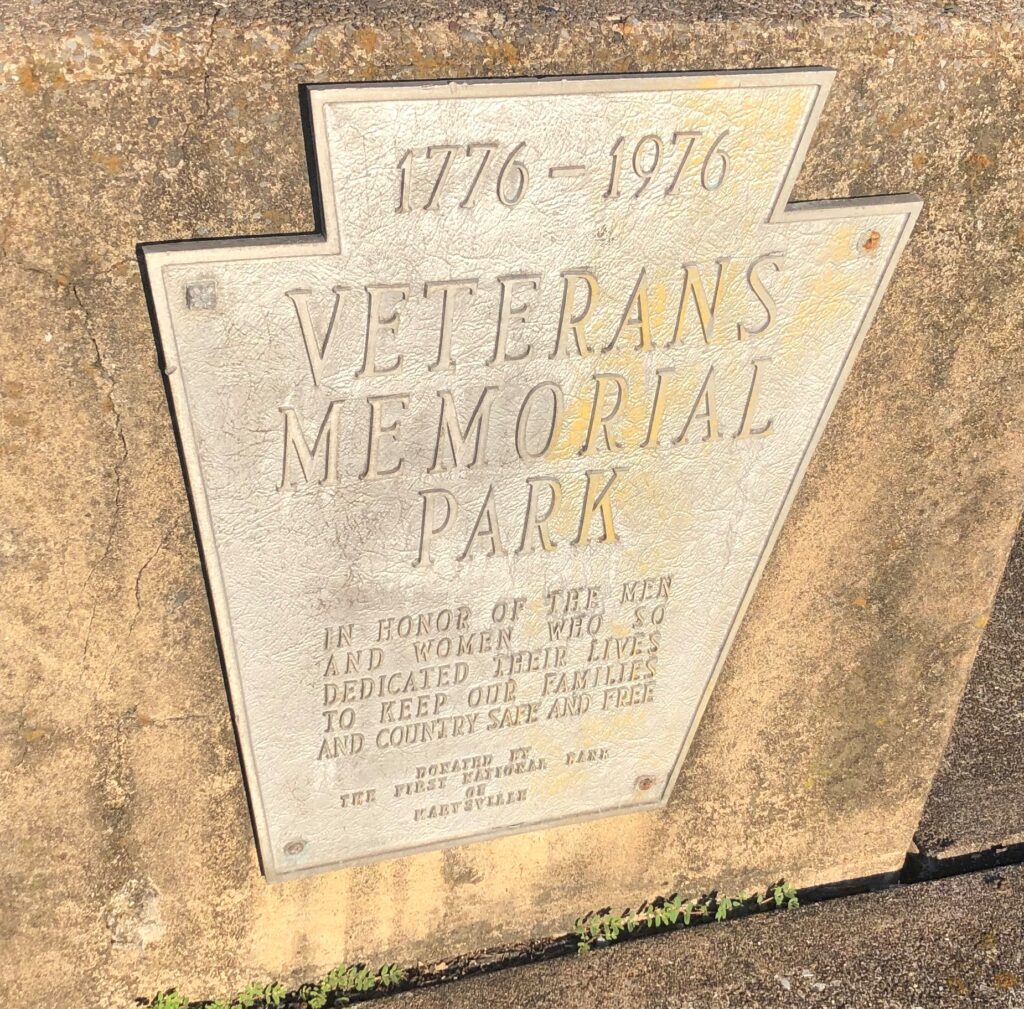 1776-1976
VETERANS
MEMORIAL
PARK
IN HONOR OF THE MEN
AND WOMEN WHO SO
DEDICATED THEIR LIVES
TO KEEP OUR FAMILIES
AND COUNTRY SAFE AND FREE
DONATED BY
THE FIRST NATIONAL BANK
OF
MARYSVILLE